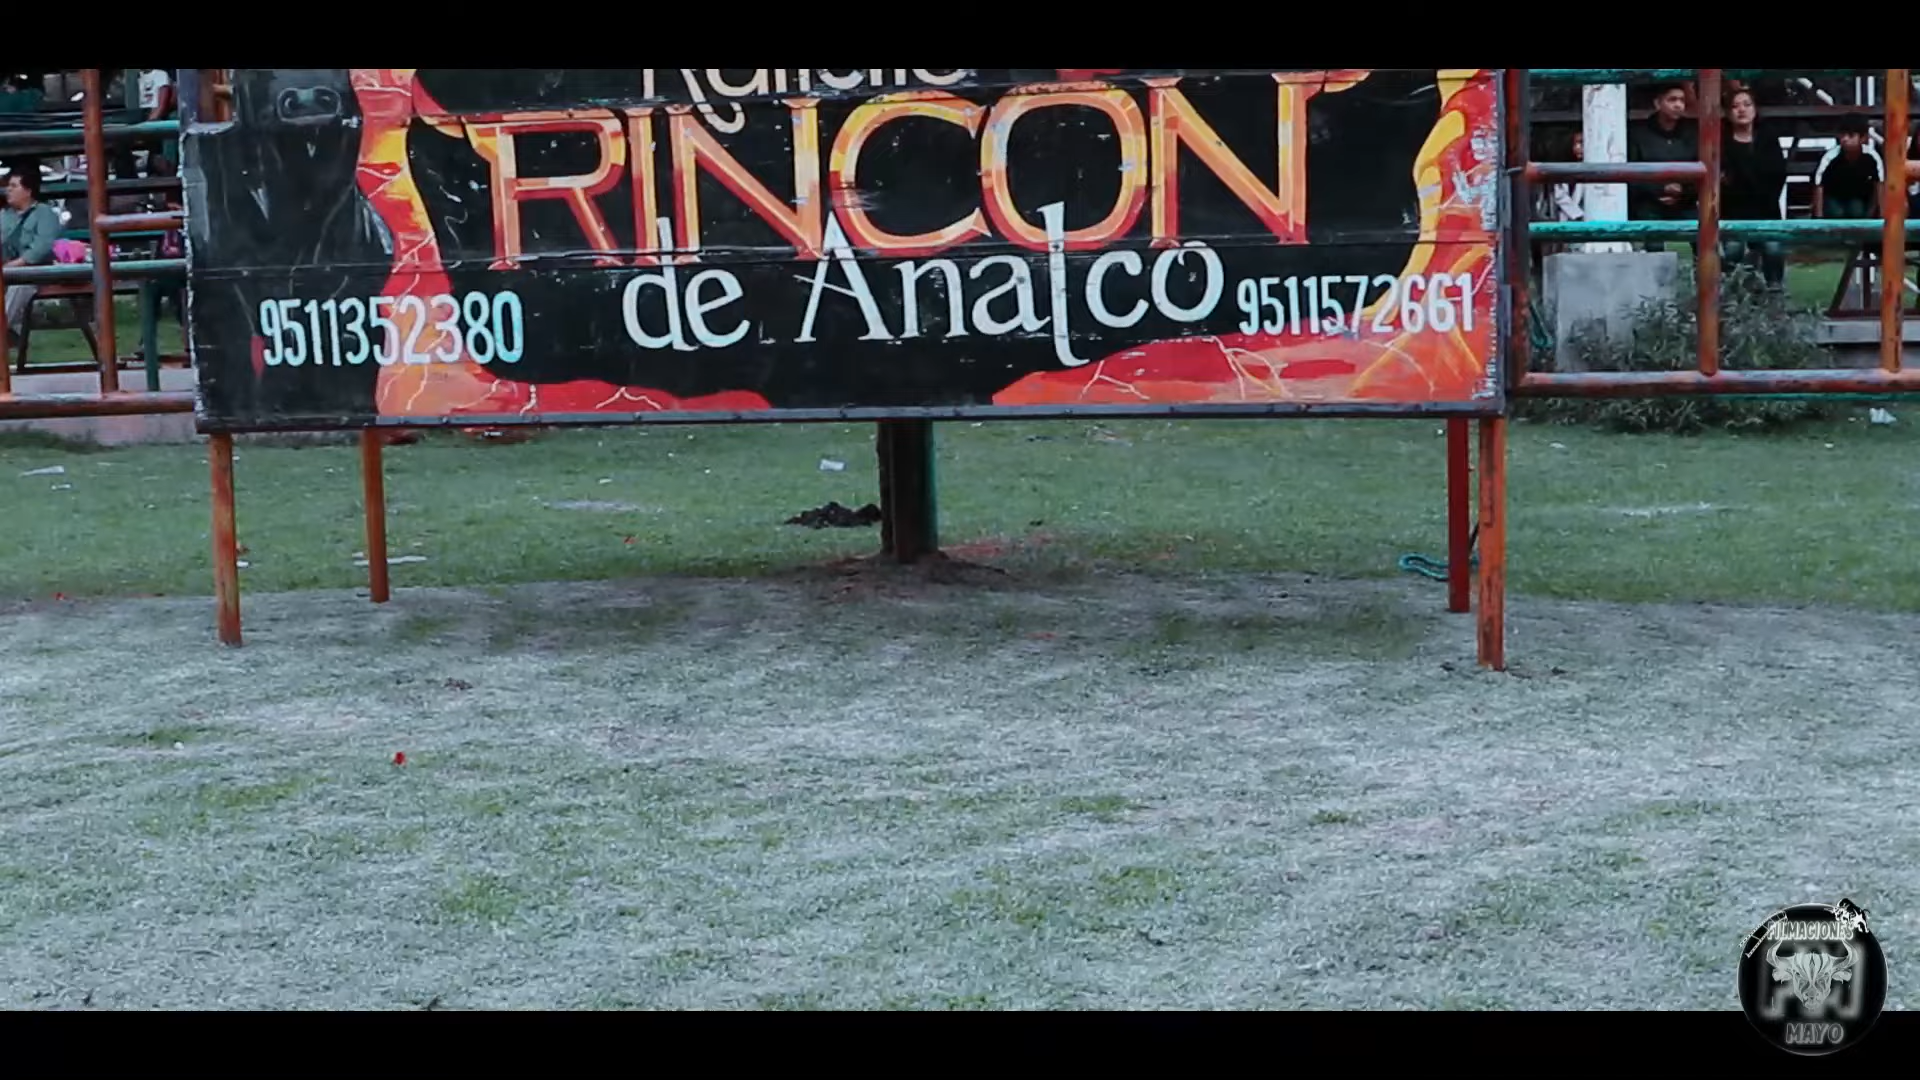 RINCON
de Analco
9511352380
9511572661
FILMACIONES
MAYO